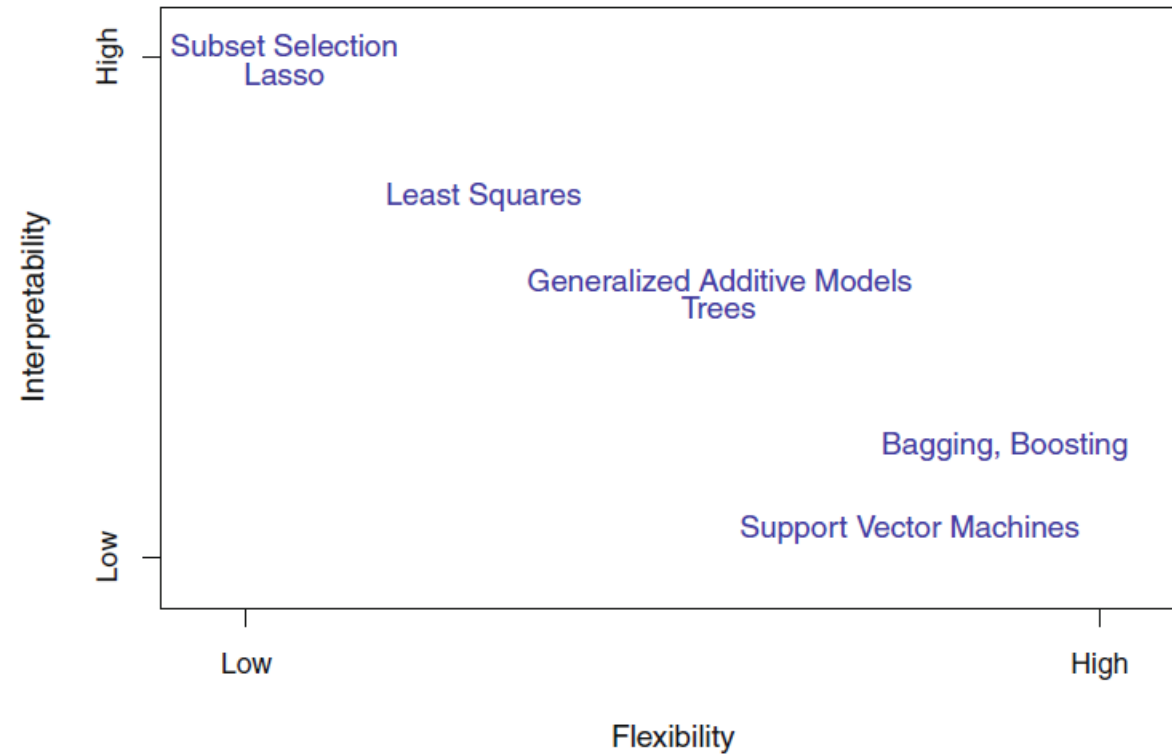 High
Subset Selection
Lasso
Least Squares
Interpretability
Generalized Additive Models
Trees
Bagging, Boosting
Support Vector Machines
Low
Low
High
Flexibility